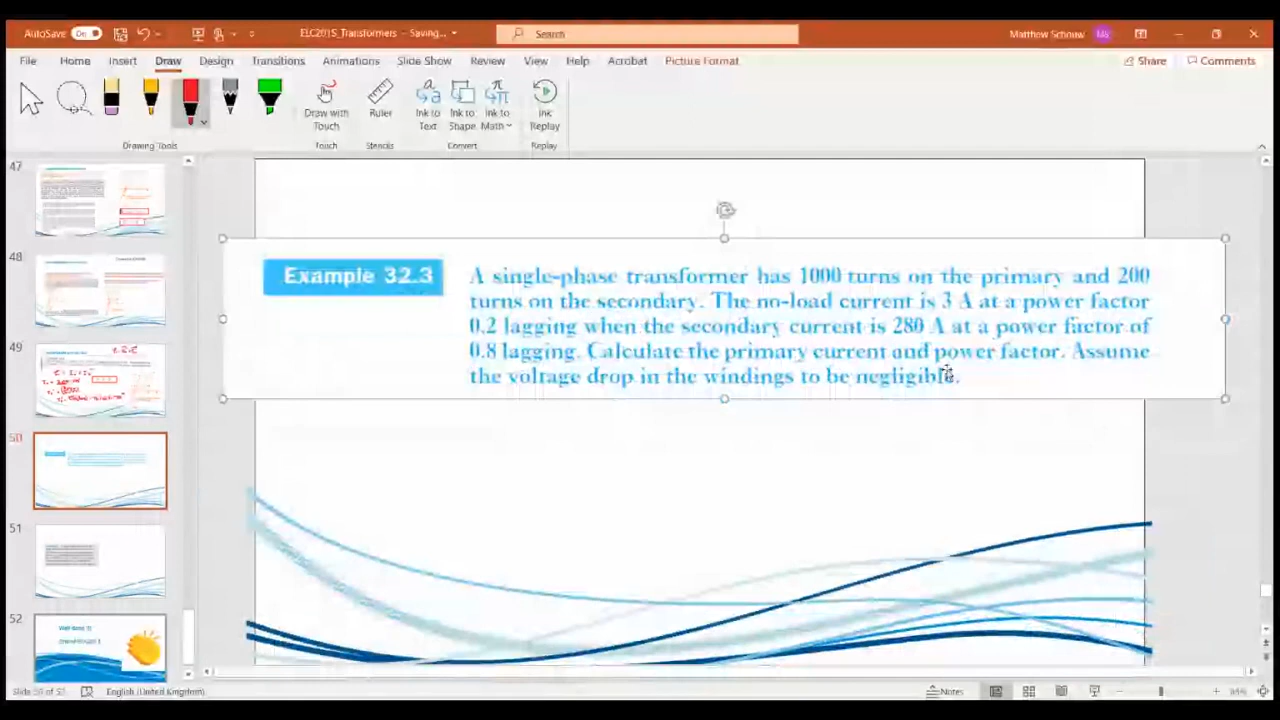 AutoSave On
ELC201S_Transformers - Saving...
Search
Matthew Schouw
File Home Insert Draw Design Transitions Animations Slide Show Review View Help Acrobat Picture Format
Share Comments
Draw with Touch
Ruler
Ink to Text
Ink to Shape
Ink to Math
Ink Replay
Drawing Tools Touch Stencils Convert Replay
47
48
49
50
51
52
Example 32.3
A single-phase transformer has 1000 turns on the primary and 200
turns on the secondary. The no-load current is 3 A at a power factor
0.2 lagging when the secondary current is 280 A at a power factor of
0.8 lagging. Calculate the primary current and power factor. Assume
the voltage drop in the windings to be negligible.
Slide 50 of 52 English (United Kingdom) Notes